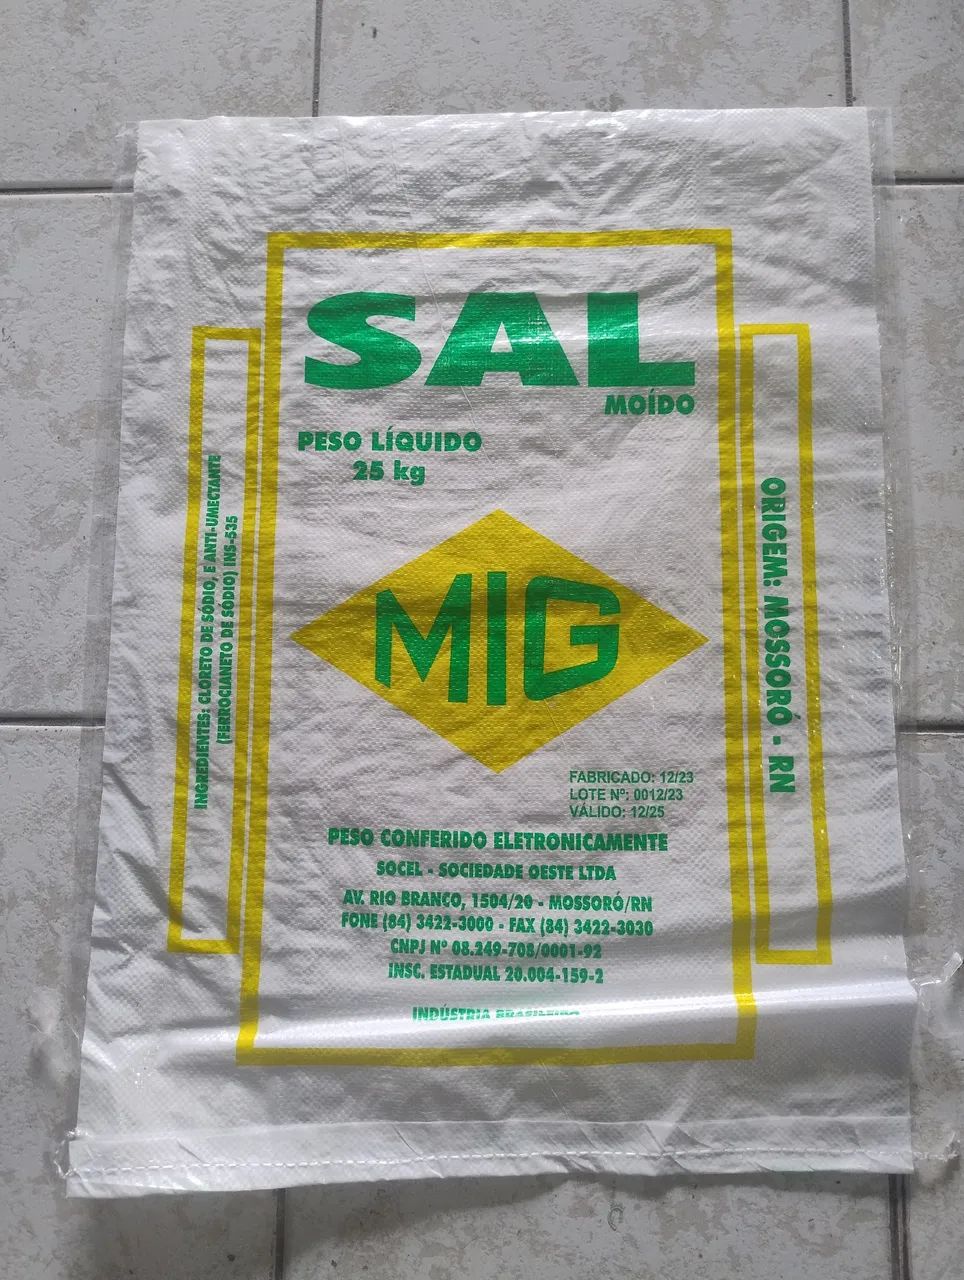 SAL
MOÍDO
PESO LÍQUIDO
25 kg
MIG
FABRICADO: 12/23
LOTE Nº: 0012/23
VÁLIDO: 12/25
PESO CONFERIDO ELETRONICAMENTE
SOCEL - SOCIEDADE OESTE LTDA
AV. RIO BRANCO, 1504/20 - MOSSORÓ/RN
FONE (84) 3422-3000 - FAX (84) 3422-3030
CNPJ Nº 08.249-708/0001-92
INSC. ESTADUAL 20.004-159-2
INDÚSTRIA BRASILEIRA
INGREDIENTES: CLORETO DE SÓDIO, E ANTI-UMECTANTE
(FERROCIANETO DE SÓDIO) INS-535
ORIGEM: MOSSORÓ - RN